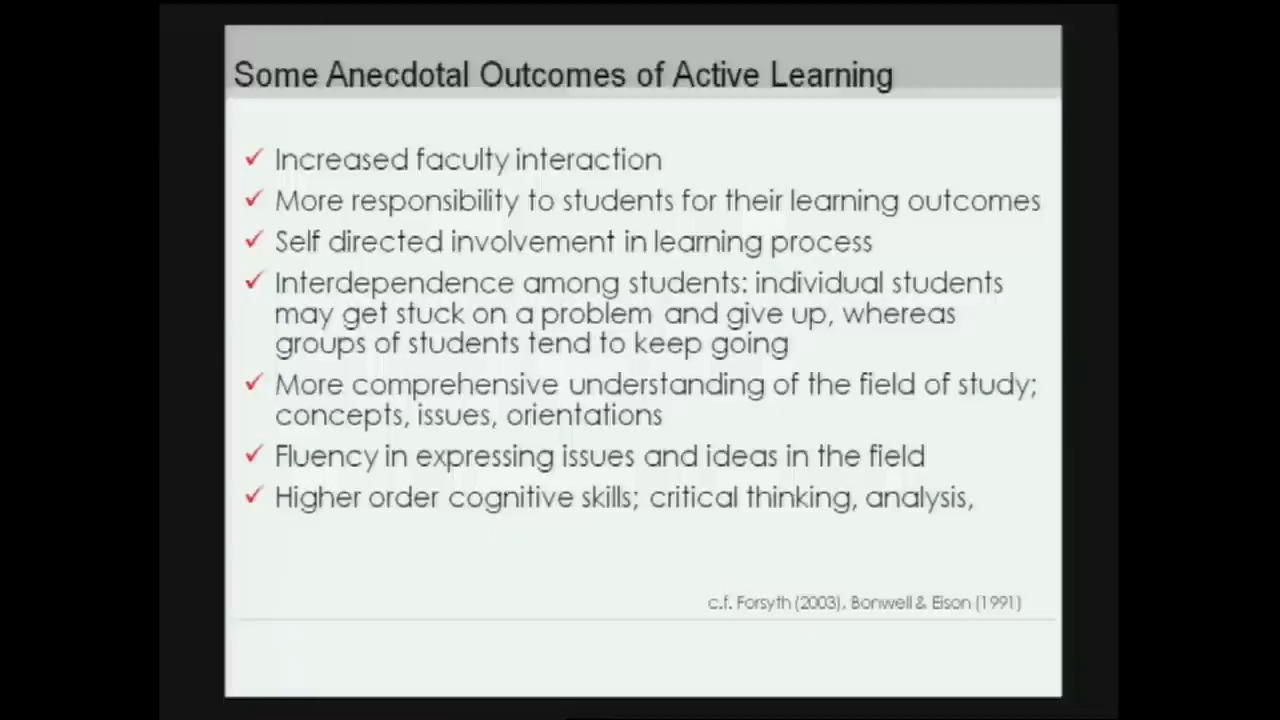 Some Anecdotal Outcomes of Active Learning
✓ Increased faculty interaction
✓ More responsibility to students for their learning outcomes
✓ Self directed involvement in learning process
✓ Interdependence among students: individual students
may get stuck on a problem and give up, whereas
groups of students tend to keep going
✓ More comprehensive understanding of the field of study;
concepts, issues, orientations
✓ Fluency in expressing issues and ideas in the field
✓ Higher order cognitive skills; critical thinking, analysis,
c.f. Forsyth (2003), Bonwell & Eison (1991)